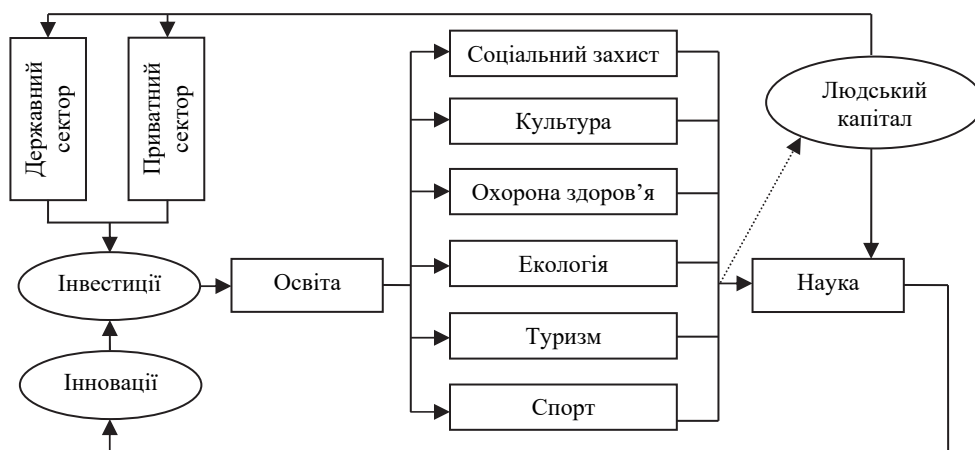 Державний
сектор
Приватний
сектор
Соціальний захист
Культура
Охорона здоров’я
Екологія
Туризм
Спорт
Людський
капітал
Інвестиції
Освіта
Наука
Інновації